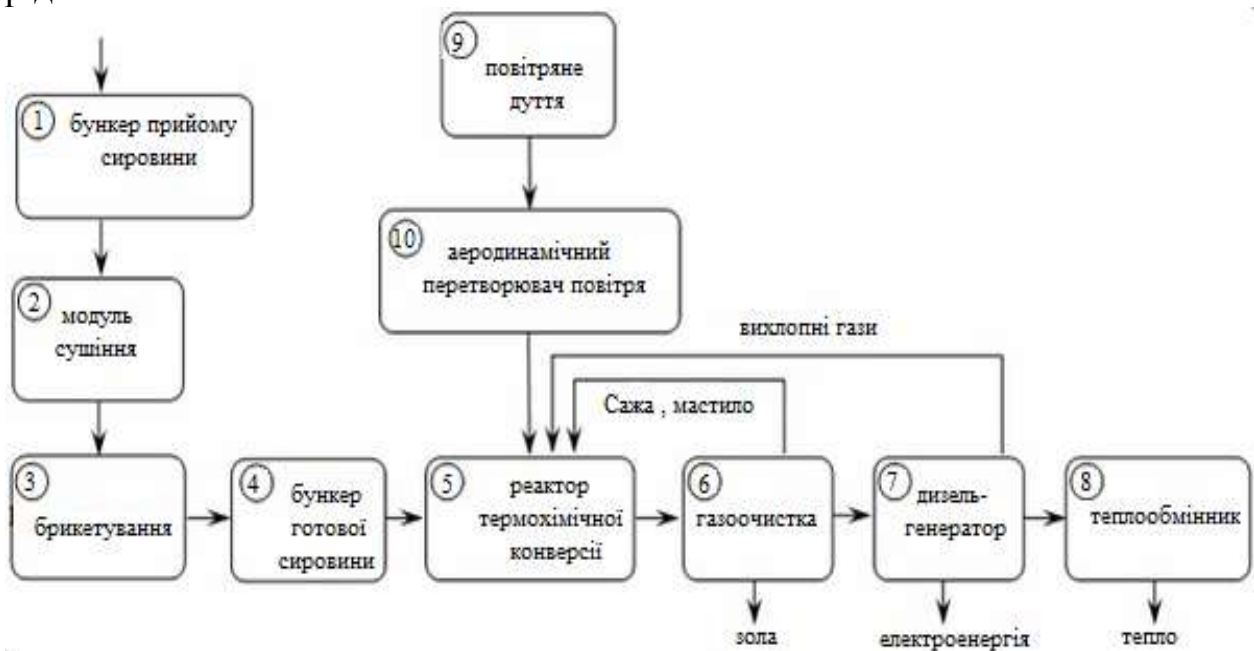 1 бункер прийому
сировини
2 модуль
сушіння
3
брикетування
4 бункер
готової
сировини
9
повітряне
дуття
10
аеродинамічний
перетворювач повітря
вихлопні гази
Сажа , мастило
5 реактор
термохімічної
конверсії
6
газоочистка
7 дизель-
генератор
8
теплообмінник
зола
електроенергія
тепло